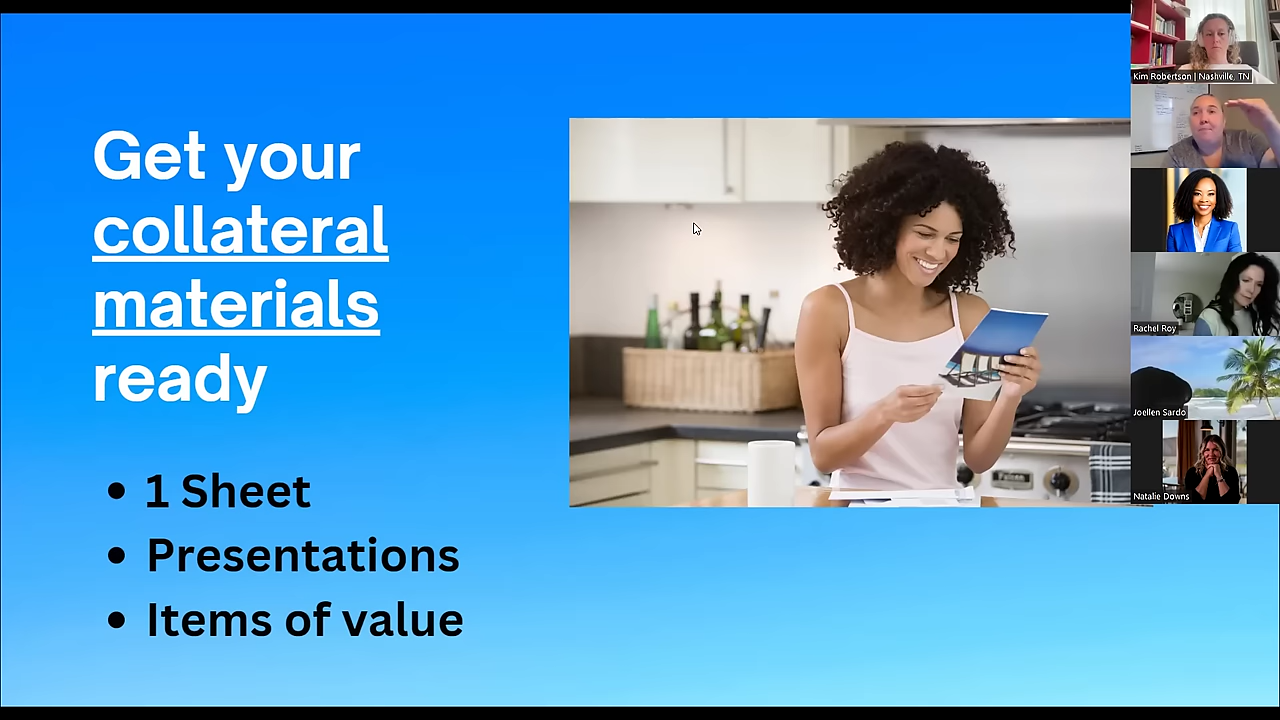 Get your
collateral
materials
ready
• 1 Sheet
• Presentations
• Items of value
Kim Robertson | Nashville, TN
Rachel Roy
Joellen Sardo
Natalie Downs